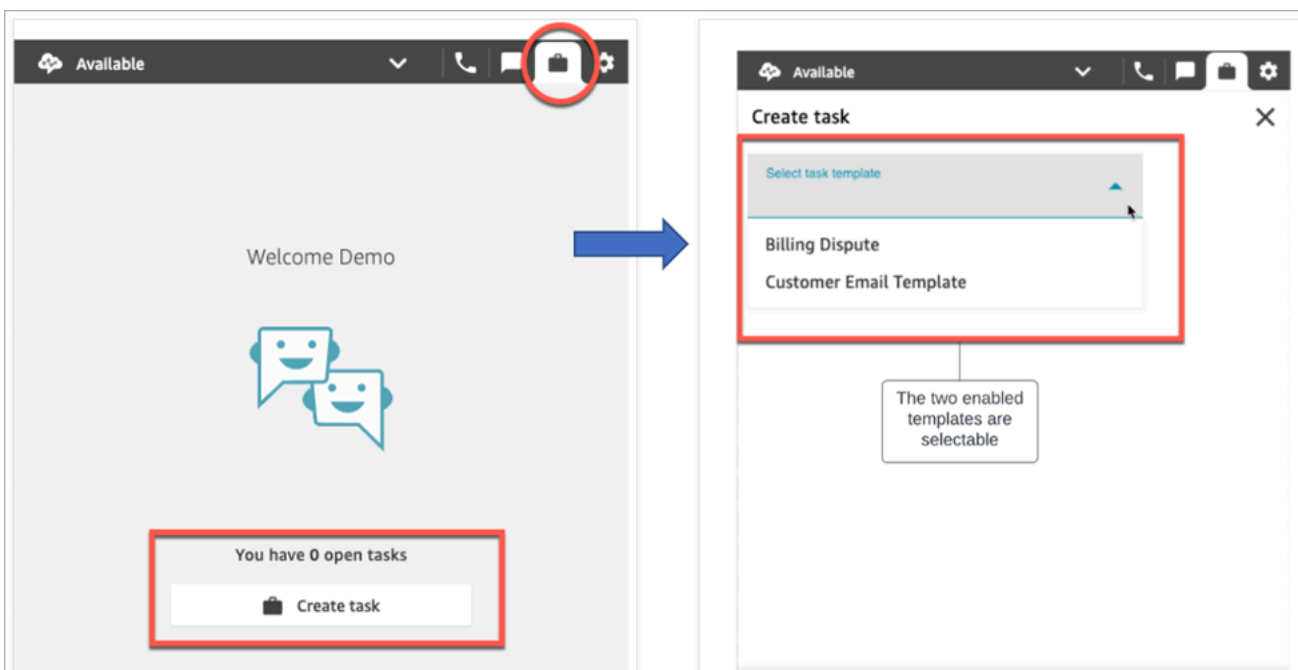 Available
Welcome Demo
You have 0 open tasks
Create task
Available
Create task
Select task template
Billing Dispute
Customer Email Template
The two enabled
templates are
selectable